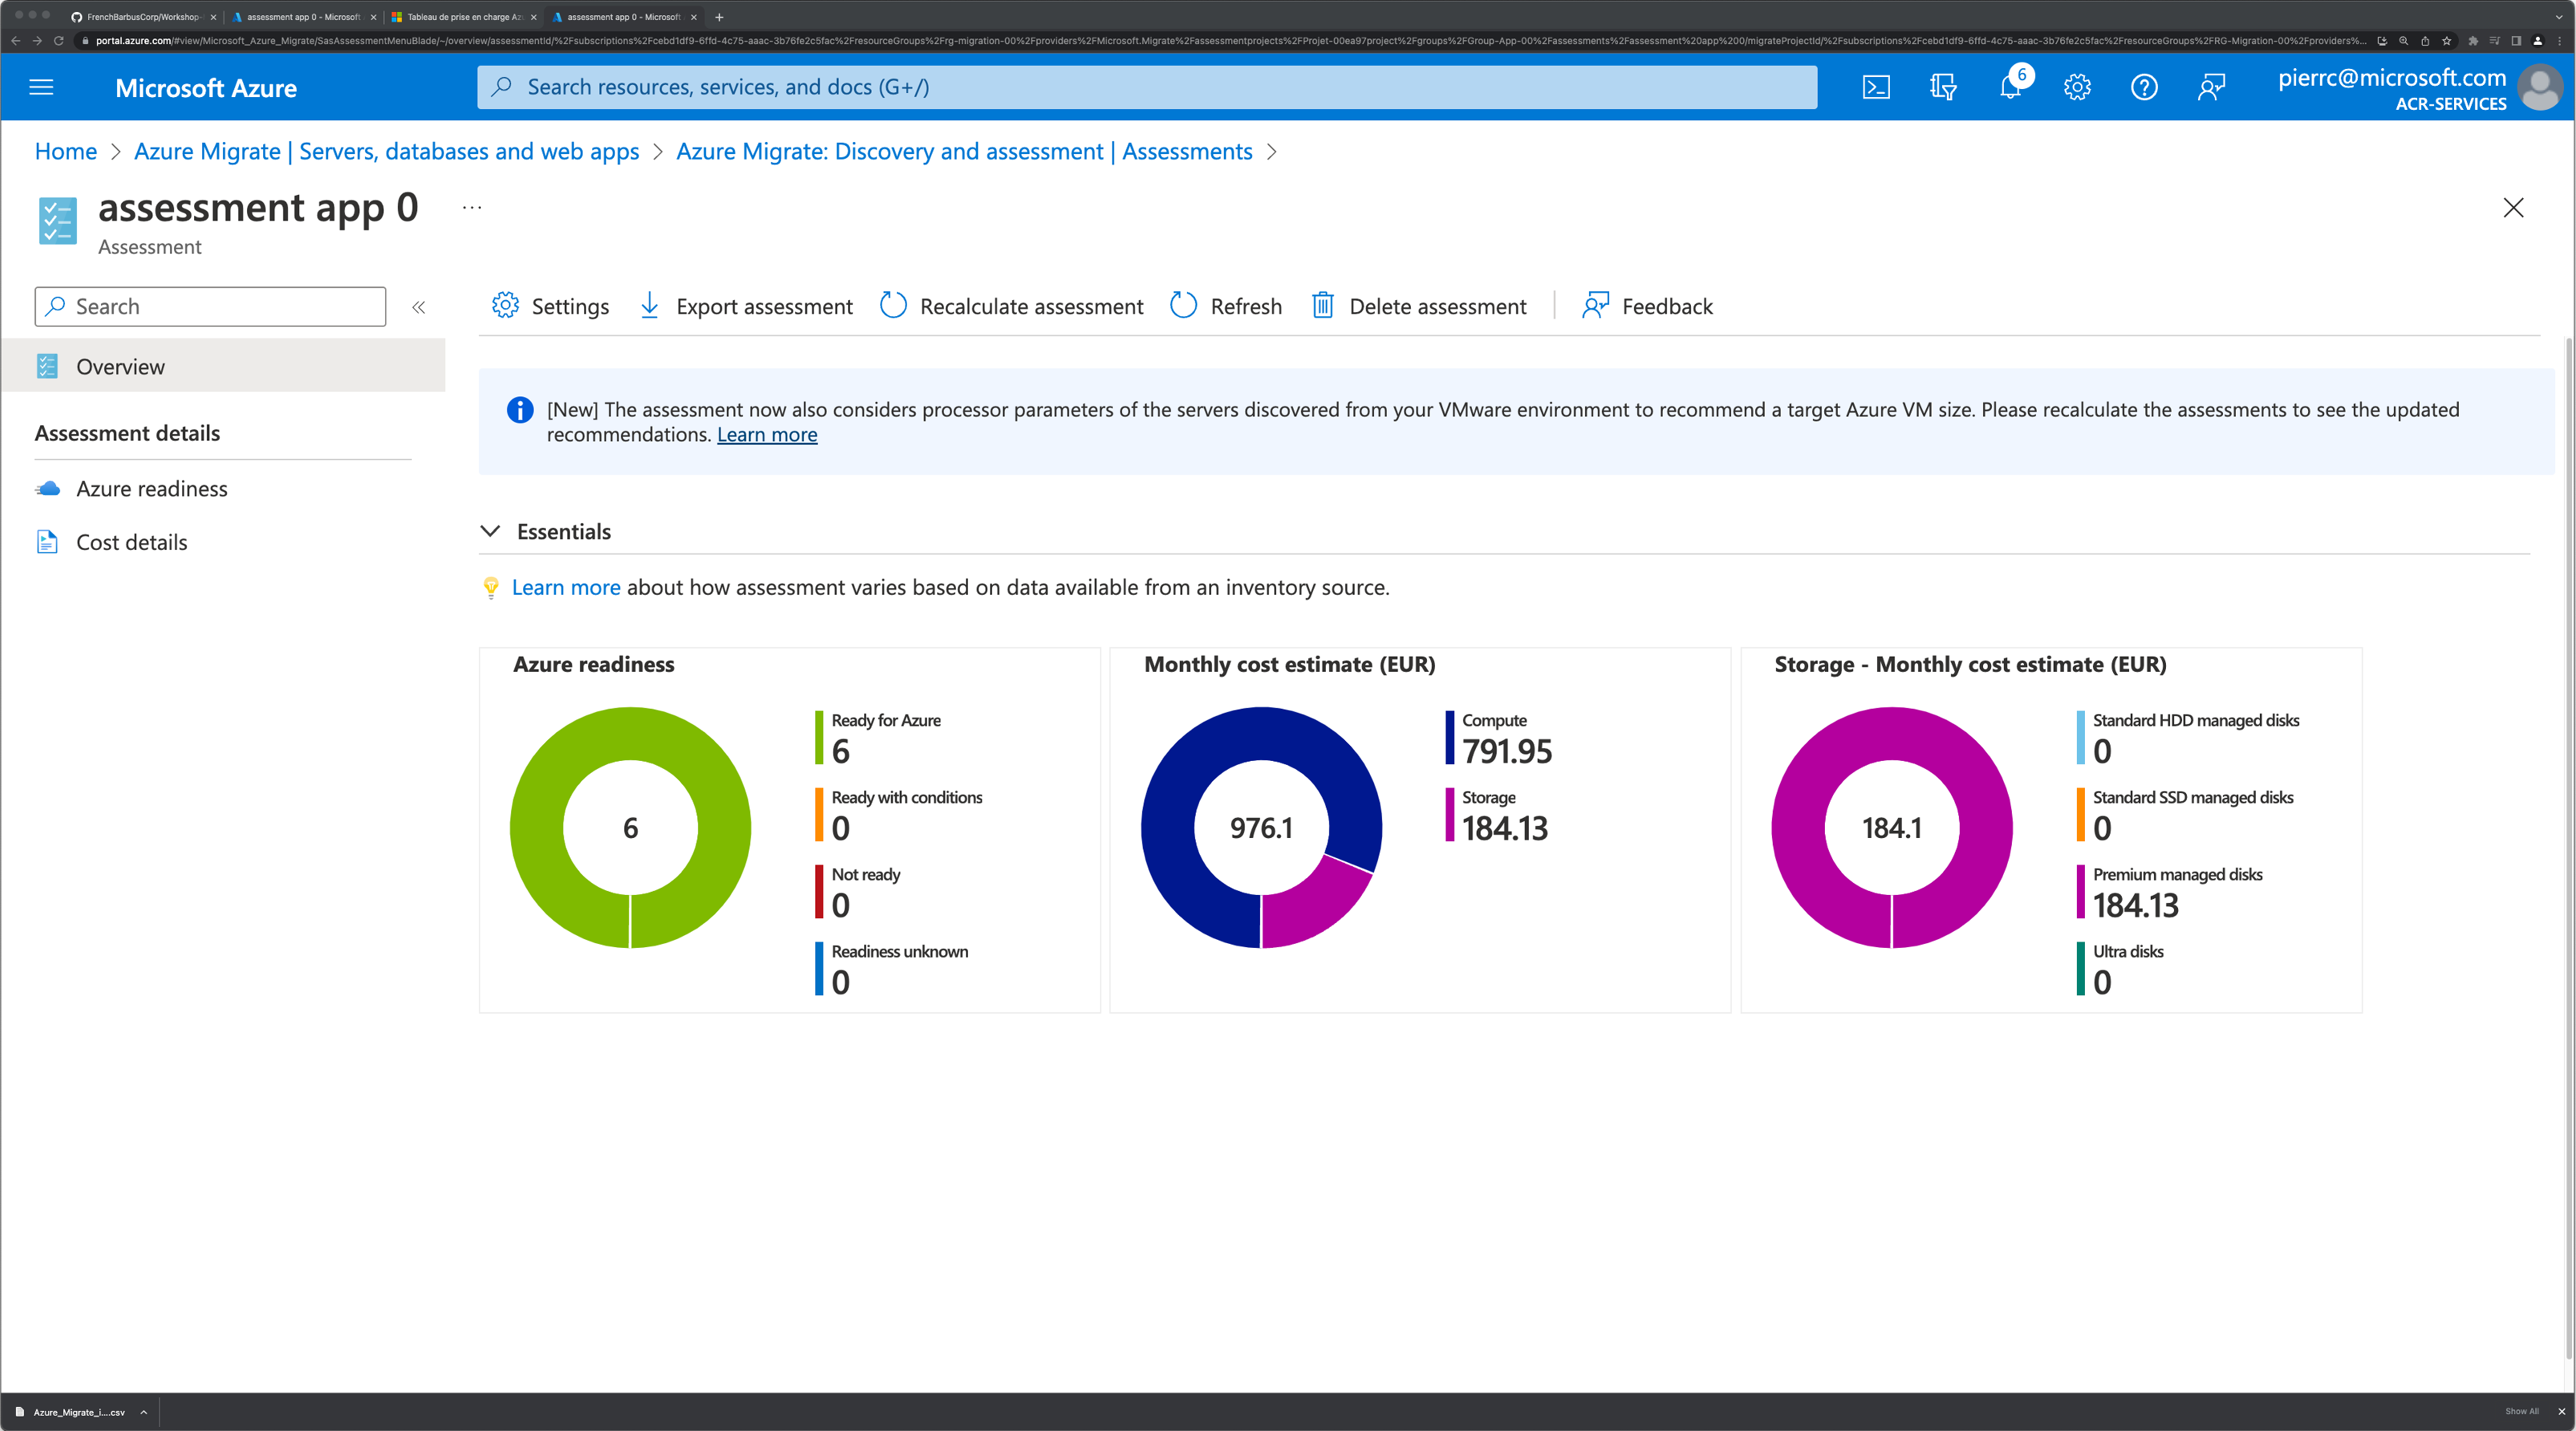 FrenchBarbusCorp/Workshop-
assessment app 0 - Microsoft
Tableau de prise en charge Az
assessment app 0 - Microsoft
portal.azure.com/#view/Microsoft_Azure_Migrate/SasAssessmentMenuBlade/~/overview/assessmentId/%2Fsubscriptions%2Fcebd1df9-6ffd-4c75-aaac-3b76fe2c5fac%2FresourceGroups%2Frg-migration-00%2Fproviders%2FMicrosoft.Migrate%2Fassessmentprojects%2FProjet-00ea97project%2Fgroups%2FGroup-App-00%2Fassessments%2Fassessment%20app%200/migrateProjectId/%2Fsubscriptions%2Fcebd1df9-6ffd-4c75-aaac-3b76fe2c5fac%2FresourceGroups%2FRG-Migration-00%2Fproviders%...
Microsoft Azure
Search resources, services, and docs (G+/)
6
pierrc@microsoft.com
ACR-SERVICES
Home > Azure Migrate | Servers, databases and web apps > Azure Migrate: Discovery and assessment | Assessments >
assessment app 0 ...
Assessment
Search
Settings
Export assessment
Recalculate assessment
Refresh
Delete assessment
Feedback
Overview
Assessment details
Azure readiness
Cost details
[New] The assessment now also considers processor parameters of the servers discovered from your VMware environment to recommend a target Azure VM size. Please recalculate the assessments to see the updated
recommendations. Learn more
Essentials
Learn more about how assessment varies based on data available from an inventory source.
Azure readiness
6
Ready for Azure
6
Ready with conditions
0
Not ready
0
Readiness unknown
0
Monthly cost estimate (EUR)
976.1
Compute
791.95
Storage
184.13
Storage - Monthly cost estimate (EUR)
184.1
Standard HDD managed disks
0
Standard SSD managed disks
0
Premium managed disks
184.13
Ultra disks
0
Azure_Migrate_i....csv
Show All